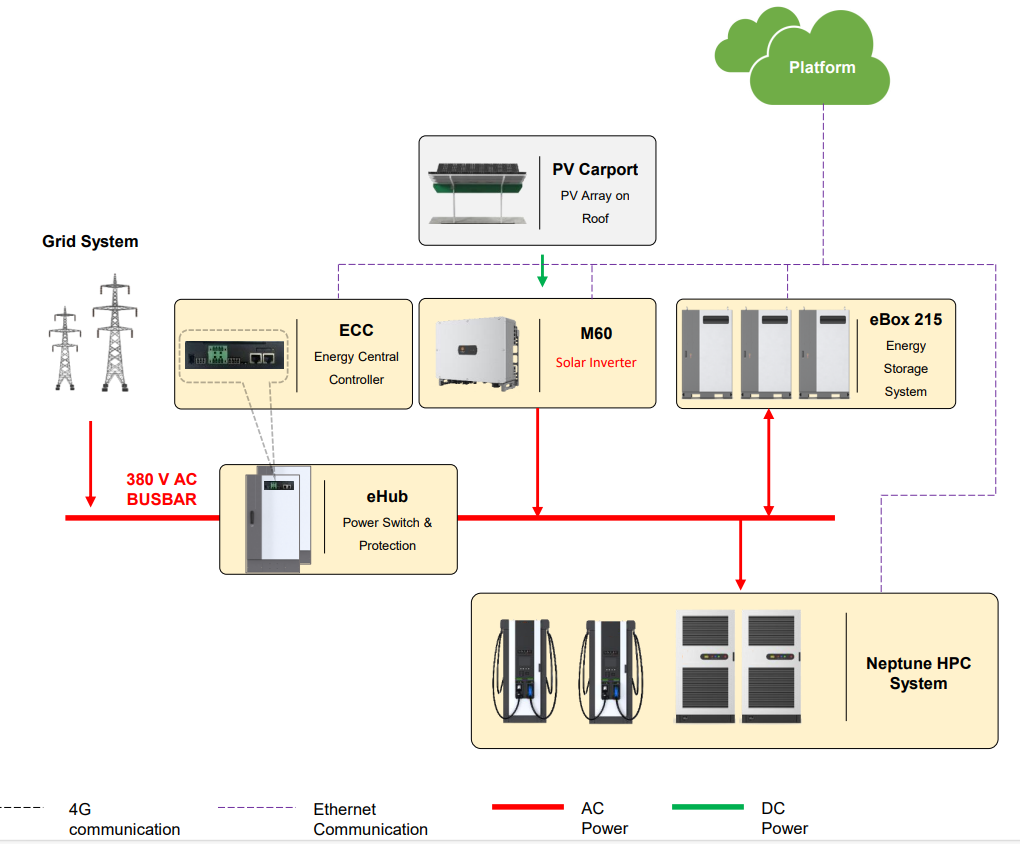 Platform
PV Carport
PV Array on
Roof
Grid System
ECC
Energy Central
Controller
M60
Solar Inverter
eBox 215
Energy
Storage
System
380 V AC
BUSBAR
eHub
Power Switch &
Protection
Neptune HPC
System
4G
communication
Ethernet
Communication
AC
Power
DC
Power